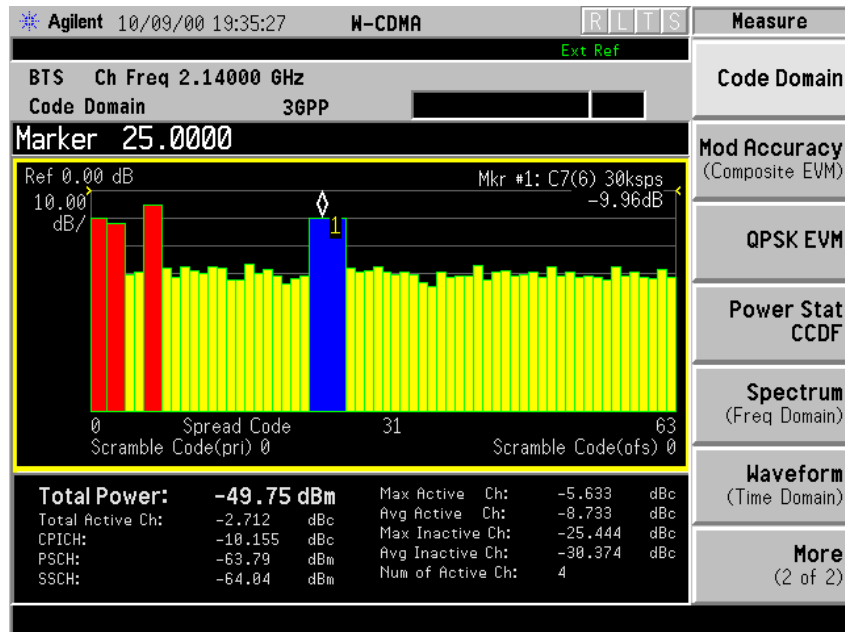 Agilent 10/09/00 19:35:27 W-CDMA R L T S Measure
Ext Ref
BTS Ch Freq 2.14000 GHz
Code Domain 3GPP
Marker 25.0000
Ref 0.00 dB Mkr #1: C7(6) 30ksps
10.00 -9.96dB
dB/
1
0 Spread Code 31 63
Scramble Code(pri) 0 Scramble Code(ofs) 0
Total Power: -49.75 dBm
Total Active Ch: -2.712 dBc
CPICH: -10.155 dBc
PSCH: -63.79 dBm
SSCH: -64.04 dBm
Max Active Ch: -5.633 dBc
Avg Active Ch: -8.733 dBc
Max Inactive Ch: -25.444 dBc
Avg Inactive Ch: -30.374 dBc
Num of Active Ch: 4
Code Domain
Mod Accuracy
(Composite EVM)
QPSK EVM
Power Stat
CCDF
Spectrum
(Freq Domain)
Waveform
(Time Domain)
More
(2 of 2)